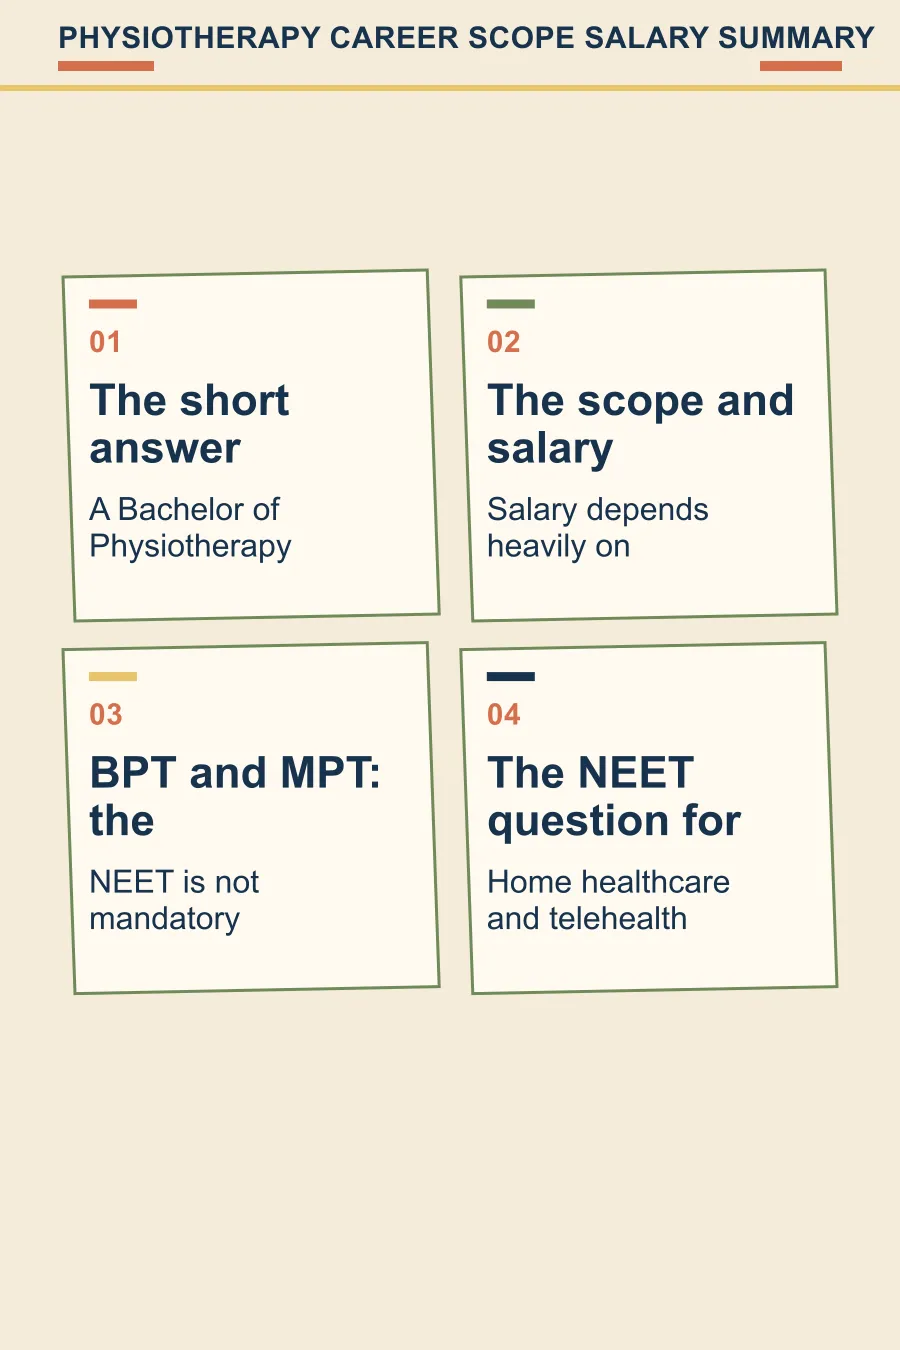 PHYSIOTHERAPY CAREER SCOPE SALARY SUMMARY
01
The short
answer
A Bachelor of
Physiotherapy
02
The scope and
salary
Salary depends
heavily on
03
BPT and MPT:
the
NEET is not
mandatory
04
The NEET
question for
Home healthcare
and telehealth